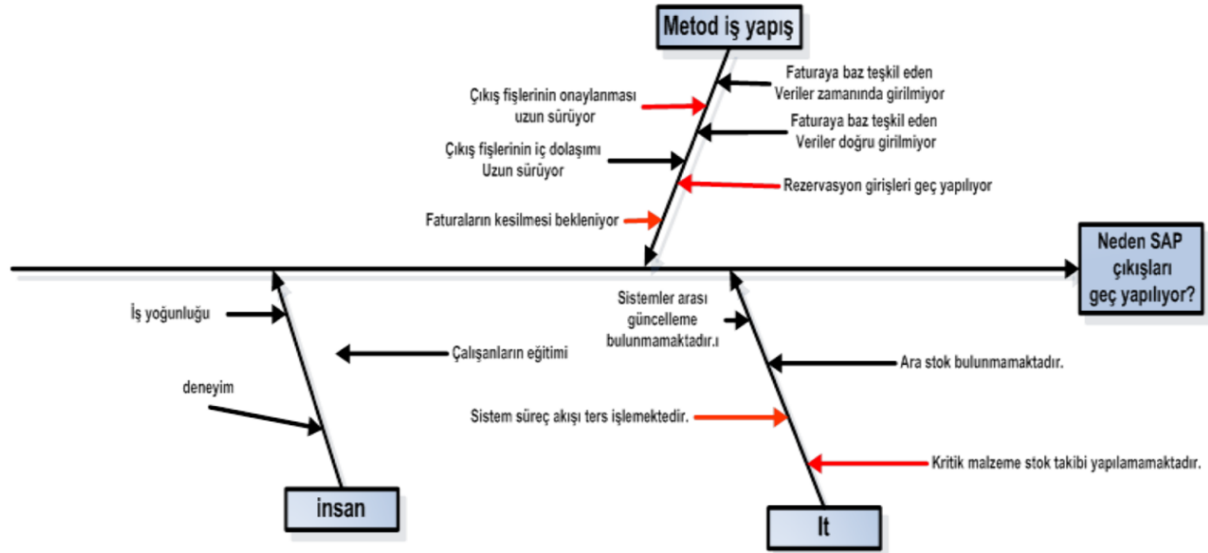 Metod iş yapış
Faturaya baz teşkil eden
Veriler zamanında girilmiyor
Çıkış fişlerinin onaylanması
uzun sürüyor
Faturaya baz teşkil eden
Veriler doğru girilmiyor
Çıkış fişlerinin iç dolaşımı
Uzun sürüyor
Rezervasyon girişleri geç yapılıyor
Faturaların kesilmesi bekleniyor
Neden SAP
çıkışları
geç yapılıyor?
İş yoğunluğu
Çalışanların eğitimi
deneyim
insan
Sistemler arası
güncelleme
bulunmamaktadır.ı
Ara stok bulunmamaktadır.
Sistem süreç akışı ters işlemektedir.
Kritik malzeme stok takibi yapılamamaktadır.
It